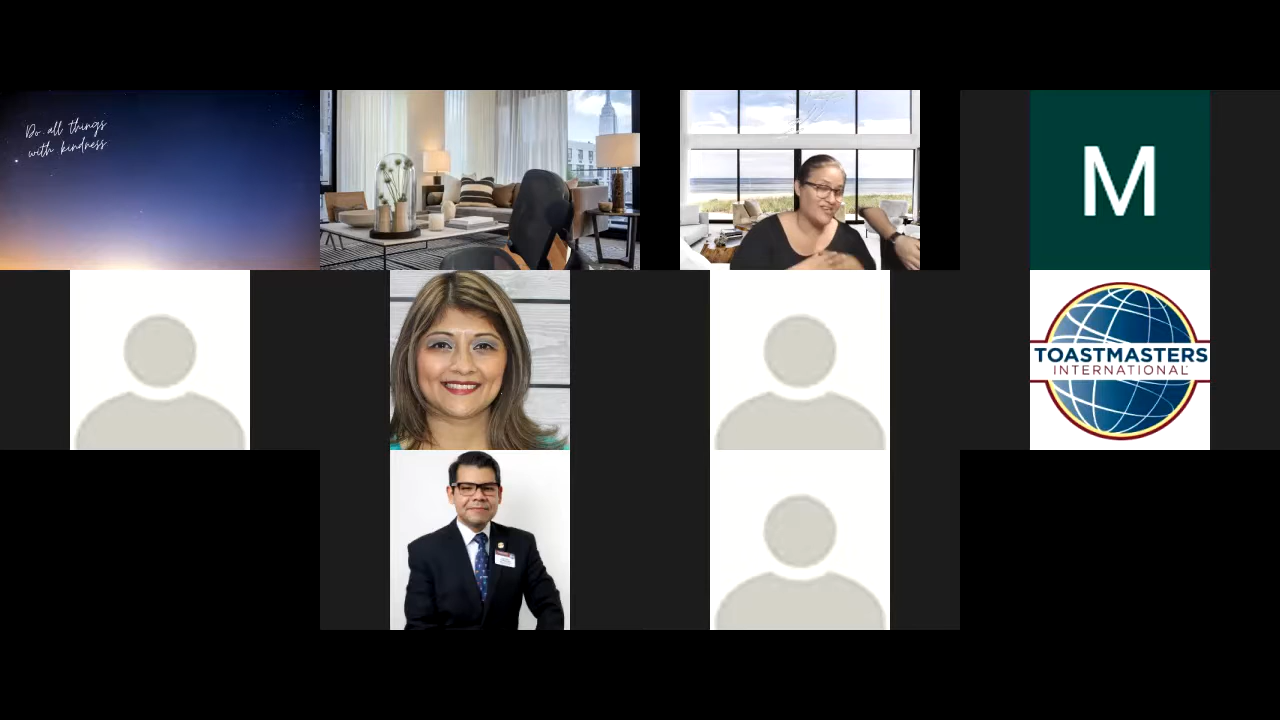 Do all things
with kindness
M
TOASTMASTERS
INTERNATIONAL